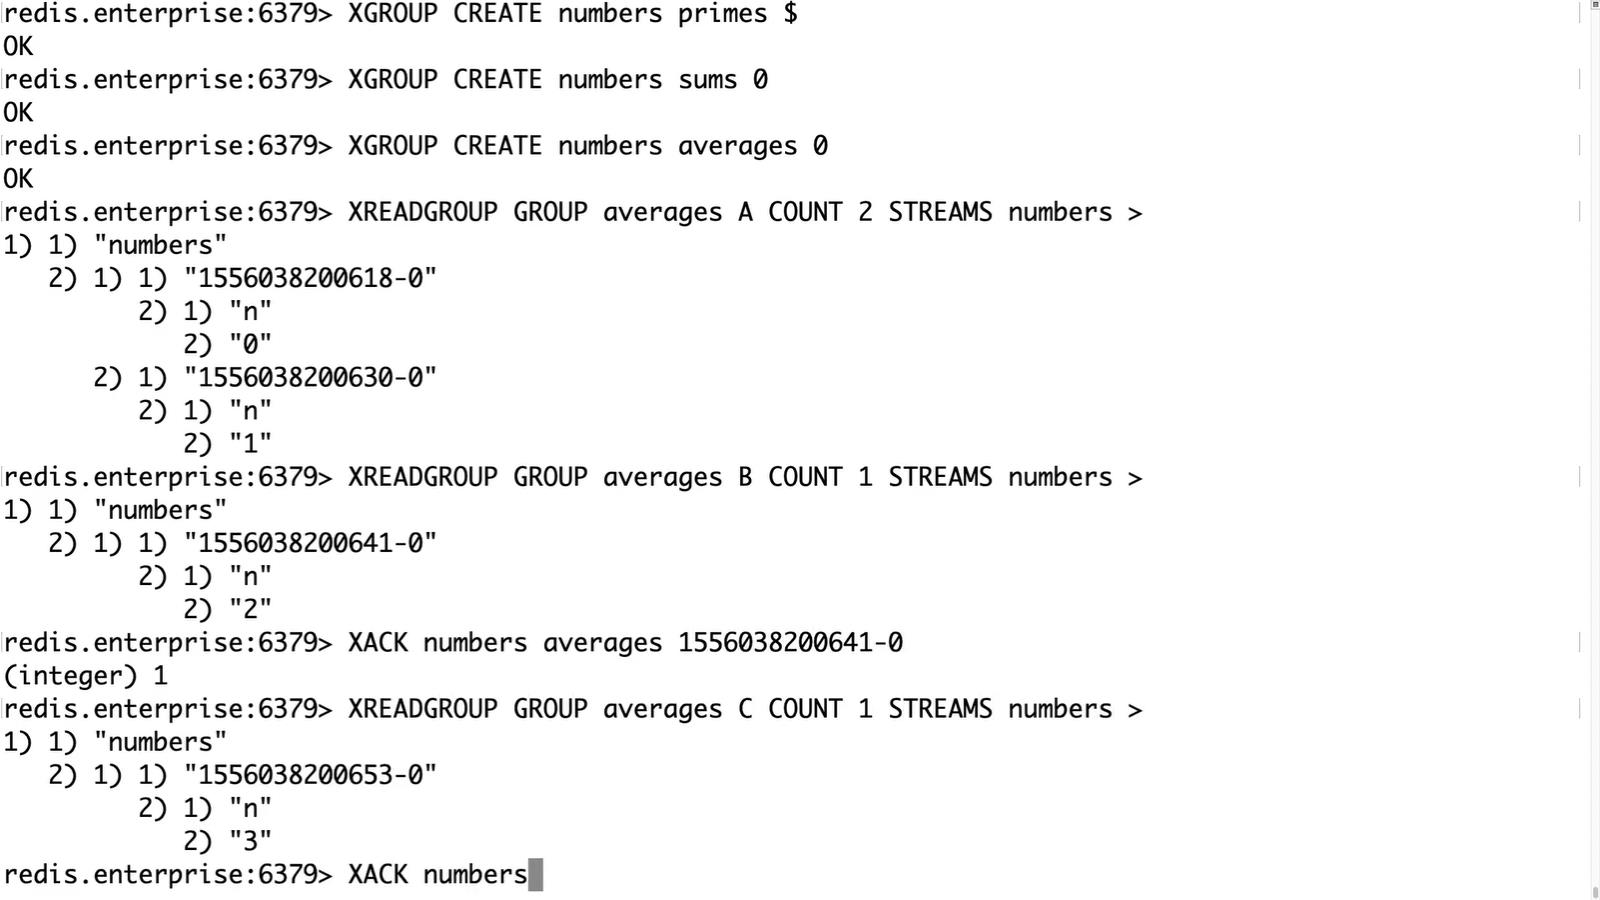 redis.enterprise:6379> XGROUP CREATE numbers primes $
OK
redis.enterprise:6379> XGROUP CREATE numbers sums 0
OK
redis.enterprise:6379> XGROUP CREATE numbers averages 0
OK
redis.enterprise:6379> XREADGROUP GROUP averages A COUNT 2 STREAMS numbers >
1) 1) "numbers"
   2) 1) 1) "1556038200618-0"
         2) 1) "n"
            2) "0"
      2) 1) "1556038200630-0"
         2) 1) "n"
            2) "1"
redis.enterprise:6379> XREADGROUP GROUP averages B COUNT 1 STREAMS numbers >
1) 1) "numbers"
   2) 1) 1) "1556038200641-0"
         2) 1) "n"
            2) "2"
redis.enterprise:6379> XACK numbers averages 1556038200641-0
(integer) 1
redis.enterprise:6379> XREADGROUP GROUP averages C COUNT 1 STREAMS numbers >
1) 1) "numbers"
   2) 1) 1) "1556038200653-0"
         2) 1) "n"
            2) "3"
redis.enterprise:6379> XACK numbers